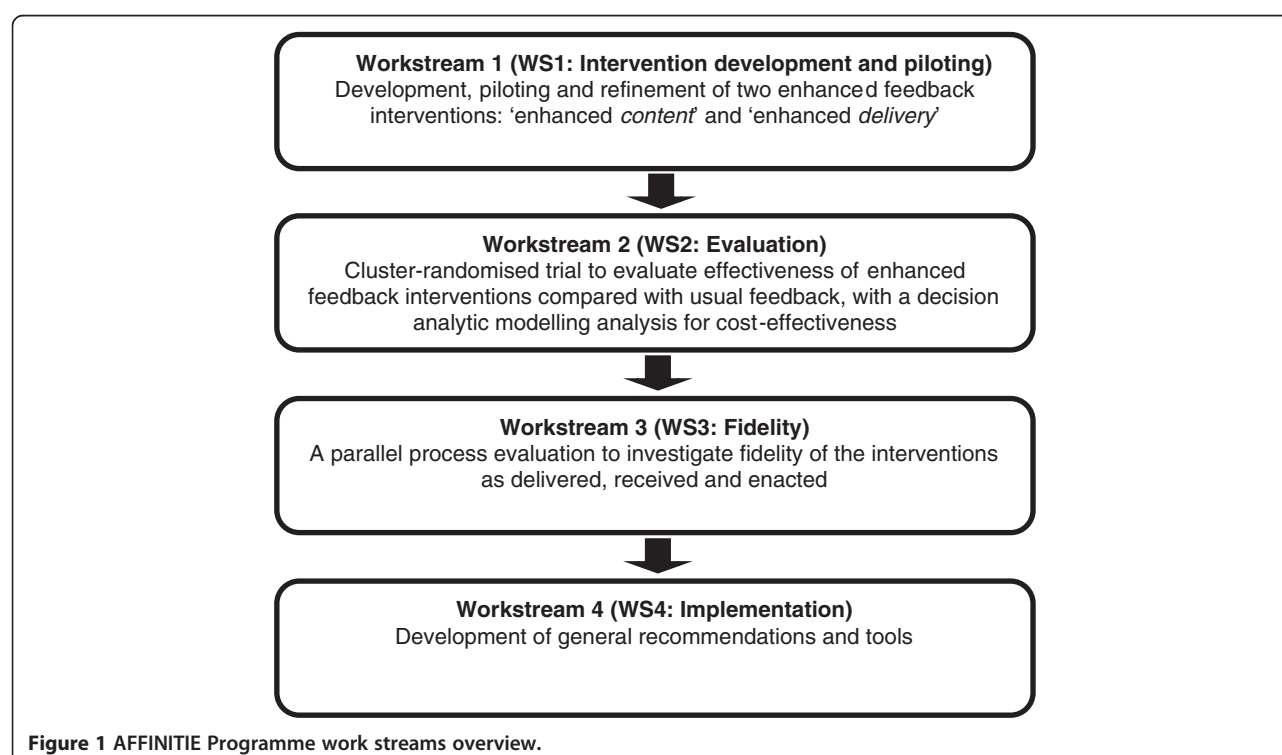 Workstream 1 (WS1: Intervention development and piloting)
Development, piloting and refinement of two enhanced feedback
interventions: ‘enhanced content’ and ‘enhanced delivery’
Workstream 2 (WS2: Evaluation)
Cluster-randomised trial to evaluate effectiveness of enhanced
feedback interventions compared with usual feedback, with a decision
analytic modelling analysis for cost-effectiveness
Workstream 3 (WS3: Fidelity)
A parallel process evaluation to investigate fidelity of the interventions
as delivered, received and enacted
Workstream 4 (WS4: Implementation)
Development of general recommendations and tools
Figure 1 AFFINITIE Programme work streams overview.